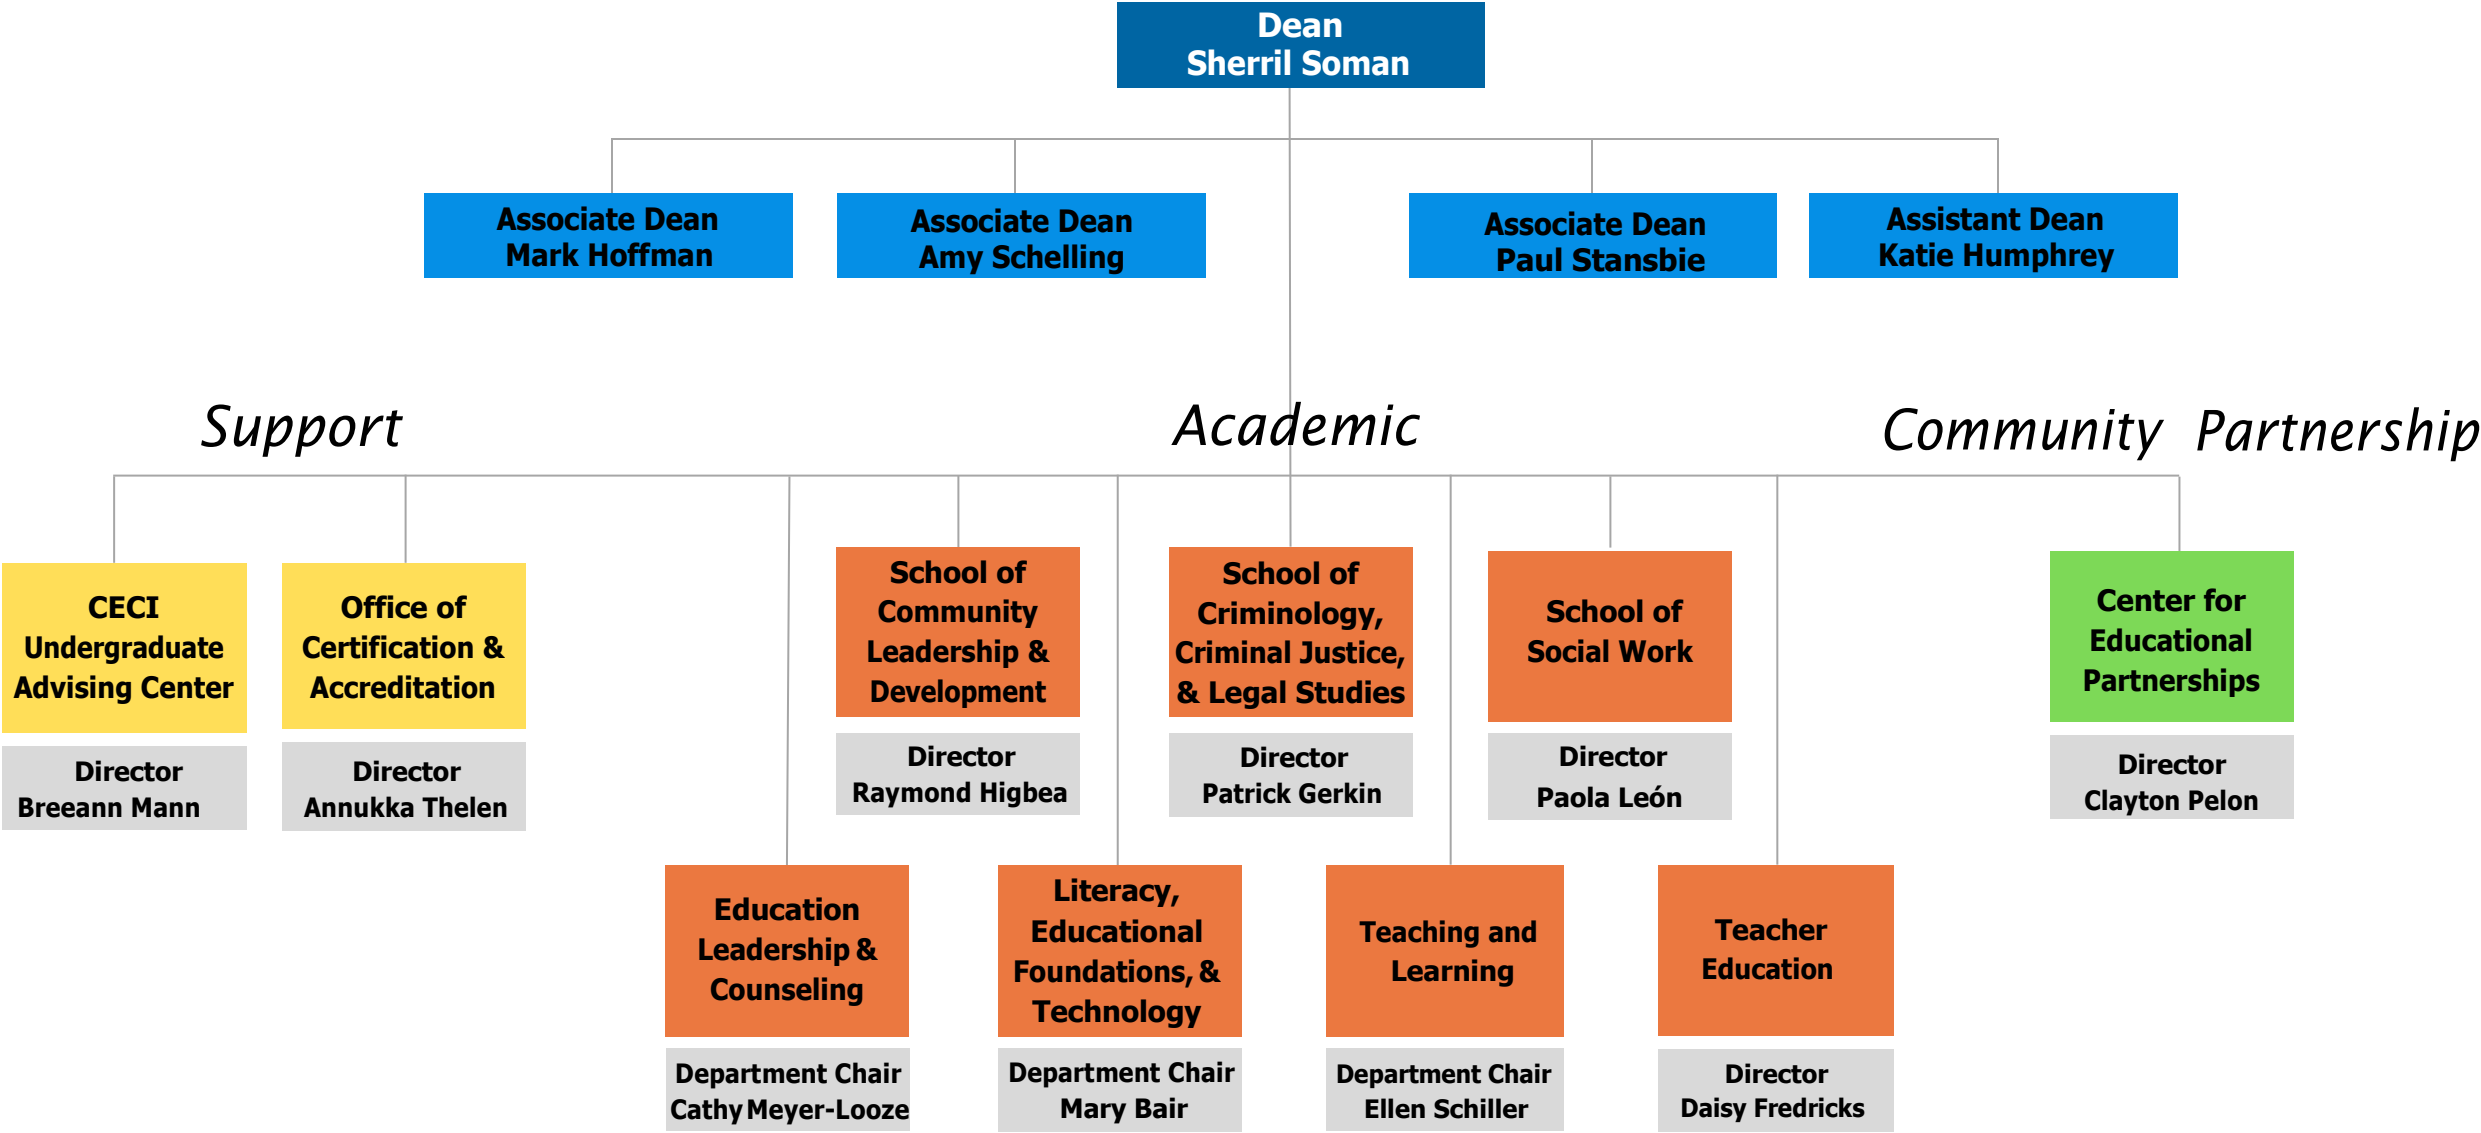 Dean
Sherril Soman
Associate Dean
Mark Hoffman
Associate Dean
Amy Schelling
Associate Dean
Paul Stansbie
Assistant Dean
Katie Humphrey
Support
Academic
Community Partnership
CECI
Undergraduate
Advising Center
Director
Breeann Mann
Office of
Certification &
Accreditation
Director
Annukka Thelen
School of
Community
Leadership &
Development
Director
Raymond Higbea
School of
Criminology,
Criminal Justice,
& Legal Studies
Director
Patrick Gerkin
School of
Social Work
Director
Paola León
Center for
Educational
Partnerships
Director
Clayton Pelon
Education
Leadership &
Counseling
Department Chair
Cathy Meyer-Looze
Literacy,
Educational
Foundations, &
Technology
Department Chair
Mary Bair
Teaching and
Learning
Department Chair
Ellen Schiller
Teacher
Education
Director
Daisy Fredricks